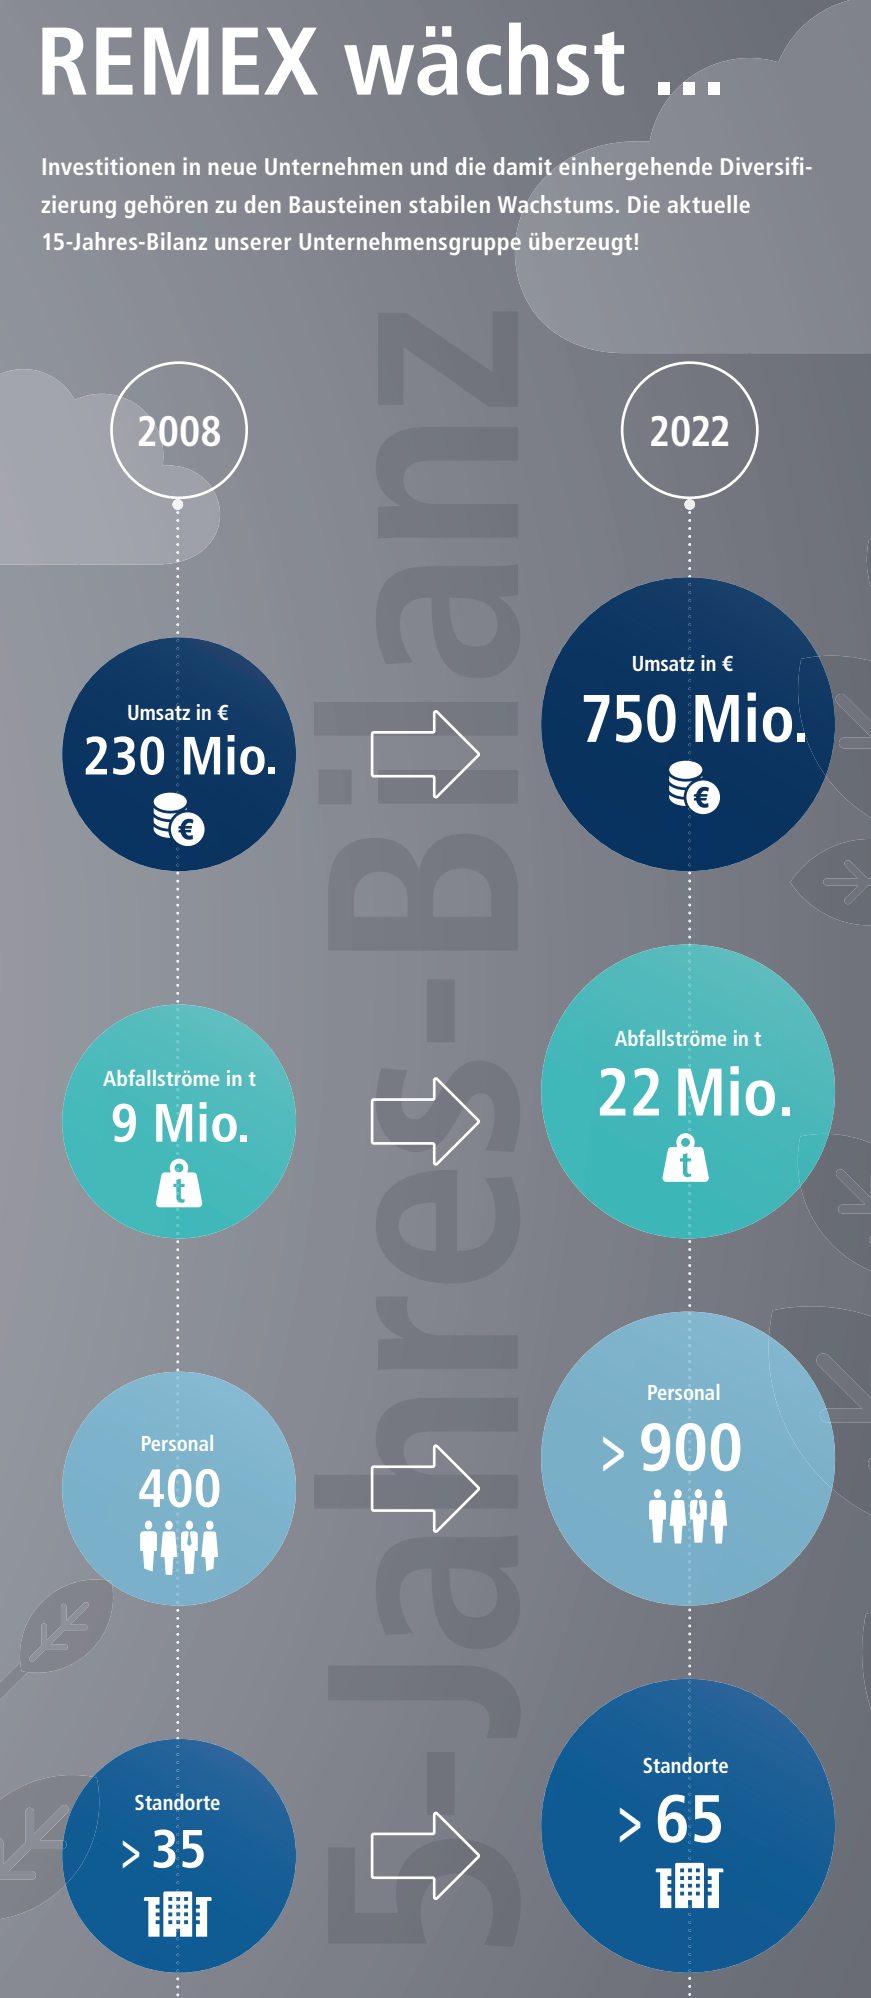 REMEX wächst ...
Investitionen in neue Unternehmen und die damit einhergehende Diversifi-
zierung gehören zu den Bausteinen stabilen Wachstums. Die aktuelle
15-Jahres-Bilanz unserer Unternehmensgruppe überzeugt!
5-Jahres-Bilanz
2008
2022
Umsatz in €
230 Mio.
€
Umsatz in €
750 Mio.
€
Abfallströme in t
9 Mio.
t
Abfallströme in t
22 Mio.
t
Personal
400
Personal
> 900
Standorte
> 35
Standorte
> 65